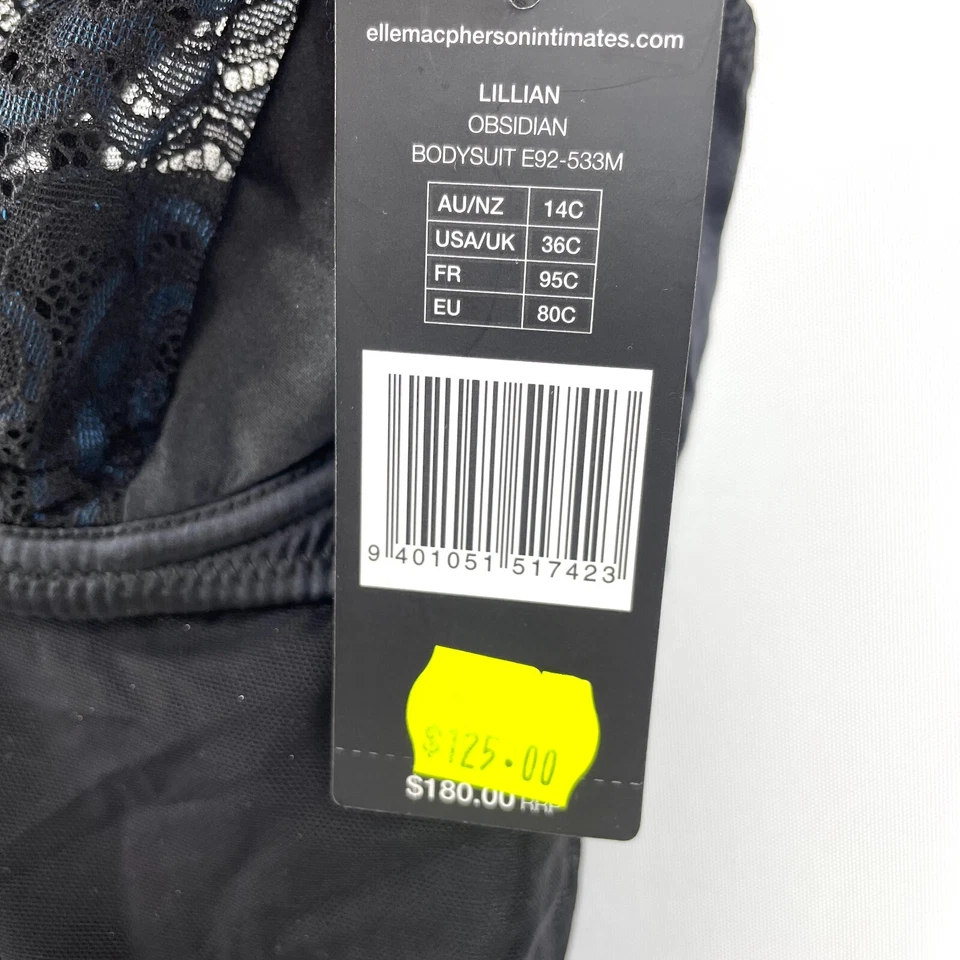 ellemacphersonintimates.com
LILLIAN
OBSIDIAN
BODYSUIT E92-533M
AU/NZ 14C
USA/UK 36C
FR 95C
EU 80C
9 401051 517423
$125.00
$180.00 RRP